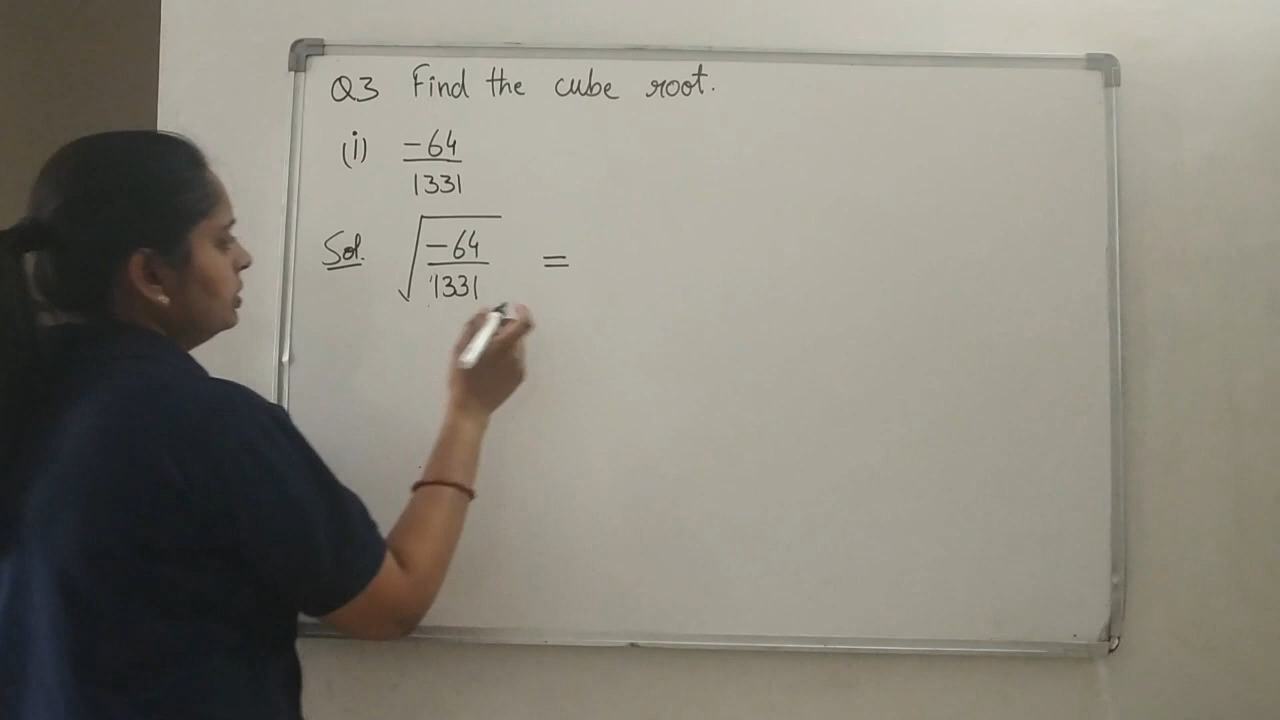 Q3 Find the cube root.
(i) -64
1331
Sol. √-64 =
1331